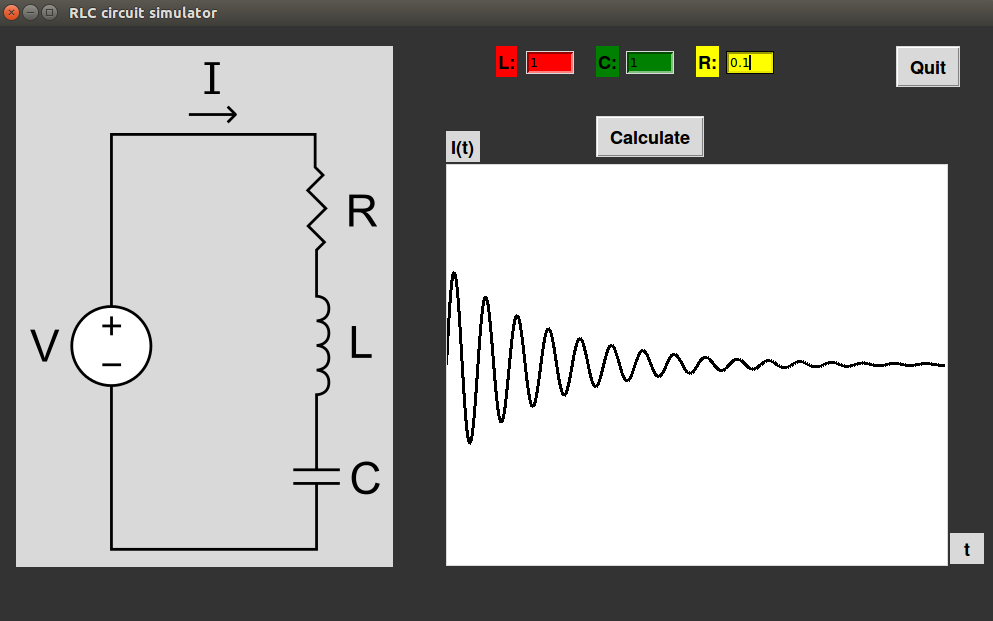 RLC circuit simulator
I
R
V
+
−
L
C
L: 1
C: 1
R: 0.1
Quit
Calculate
I(t)
t